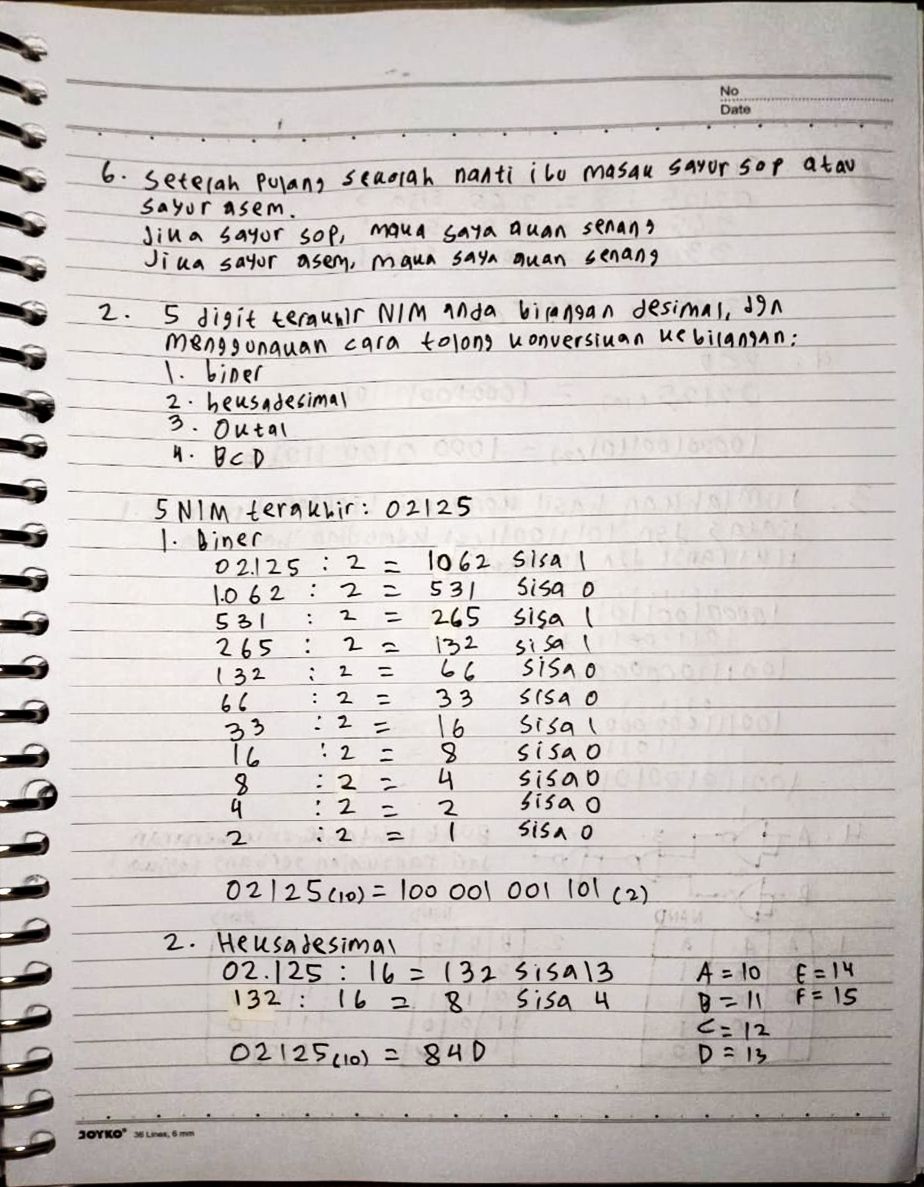 No
Date
6. Setelah Pulang sekolah nanti ibu masak sayur sop atau
sayur asem.
Jika sayur sop, maka saya akan senang
Jika sayur asem, maka saya akan senang
2. 5 digit terakhir NIM anda bilangan desimal, dgn
menggunakan cara tolong konversikan kebilangan:
1. biner
2. heksadesimal
3. Oktal
4. BCD
5 NIM terakhir: 02125
1. Biner
02.125 : 2 = 1062 Sisa 1
1.062 : 2 = 531 Sisa 0
531 : 2 = 265 Sisa 1
265 : 2 = 132 sisa 1
132 : 2 = 66 Sisa 0
66 : 2 = 33 Sisa 0
33 : 2 = 16 Sisa 1
16 : 2 = 8 Sisa 0
8 : 2 = 4 Sisa 0
4 : 2 = 2 Sisa 0
2 : 2 = 1 Sisa 0
02125(10) = 100 001 001 101 (2)
2. Heksadesimal
02.125 : 16 = 132 Sisa 13 A = 10 E = 14
132 : 16 = 8 Sisa 4 B = 11 F = 15
C = 12
02125(10) = 84D D = 13
JOYKO 36 Lines, 6 mm